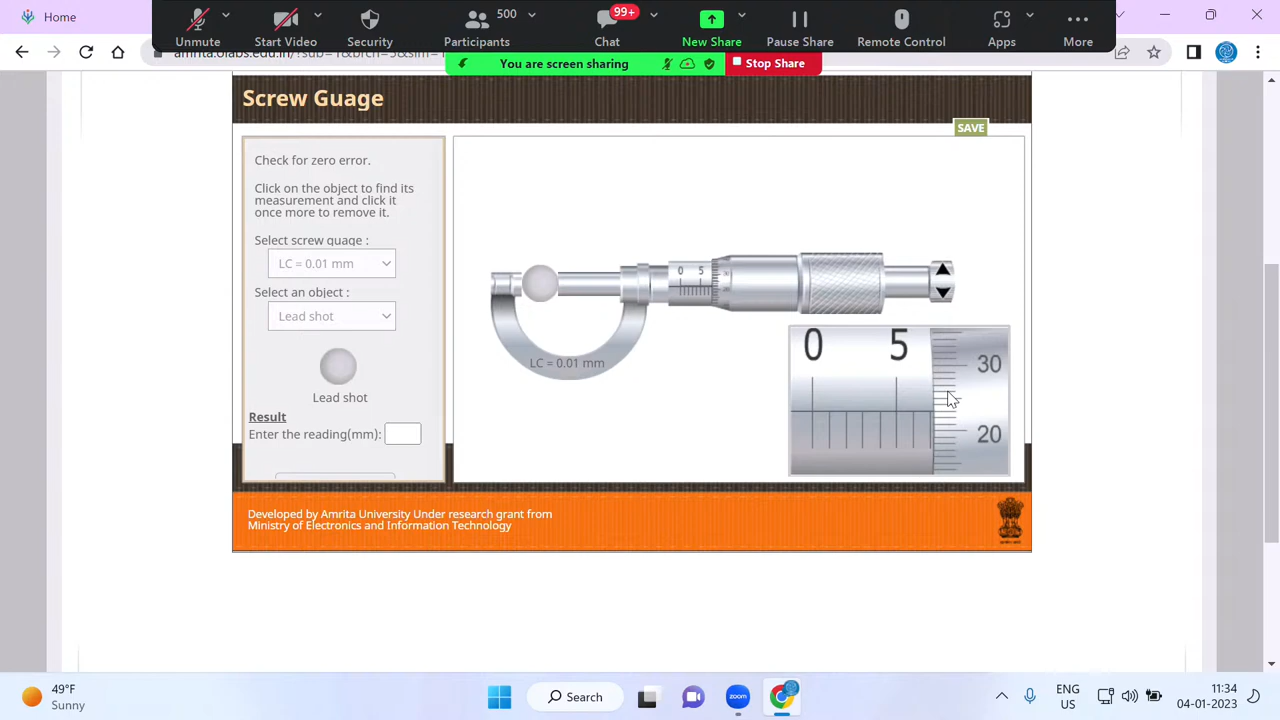 Home
Unmute
Start Video
Security
500
Participants
99+
Chat
New Share
Pause Share
Remote Control
Apps
More
You are screen sharing
Stop Share
Screw Guage
SAVE
Check for zero error.
Click on the object to find its
measurement and click it
once more to remove it.
Select screw guage :
LC = 0.01 mm
Select an object :
Lead shot
Lead shot
Result
Enter the reading(mm):
0 5
LC = 0.01 mm
0 5
30
20
Developed by Amrita University Under research grant from
Ministry of Electronics and Information Technology
49°F
Sunny
Search
zoom
ENG
US
11:34
04-01-2023